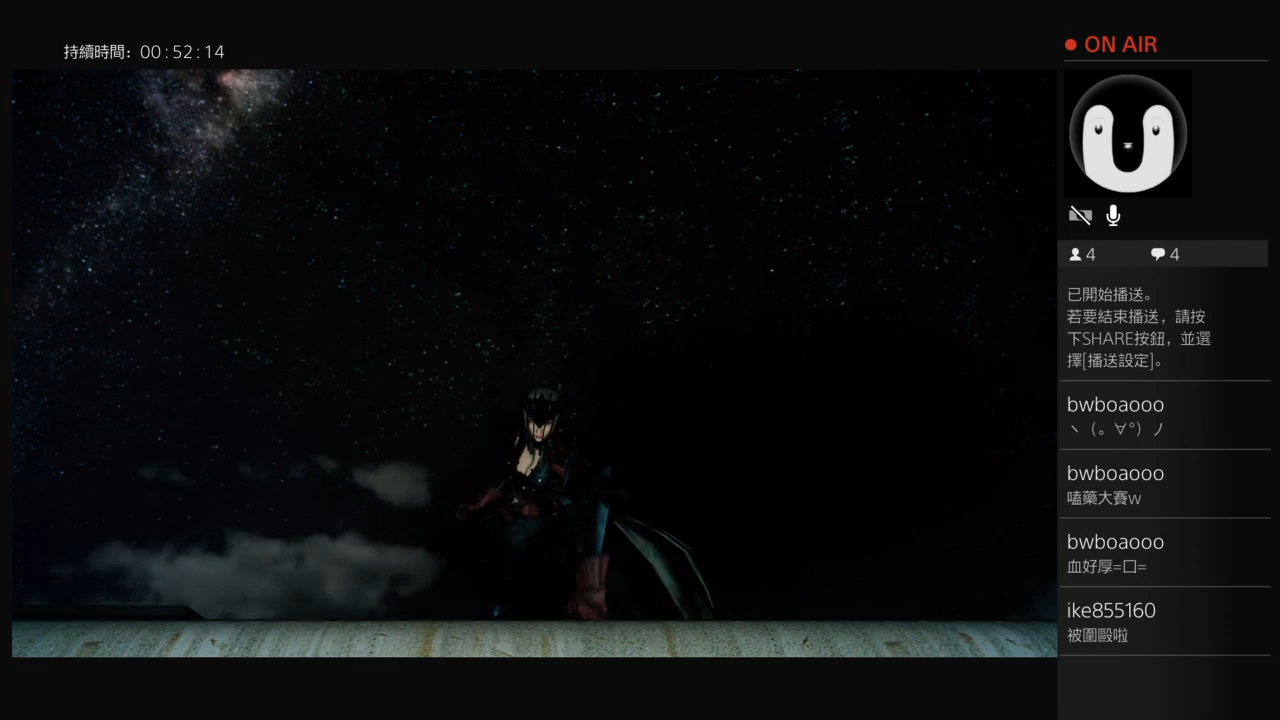 持續時間: 00:52:14
ON AIR
4 4
已開始播送。
若要結束播送，請按
下SHARE按鈕，並選
擇[播送設定]。
bwboaooo
ヽ（。∀°）ノ
bwboaooo
嗑藥大賽w
bwboaooo
血好厚=口=
ike855160
被圍毆啦